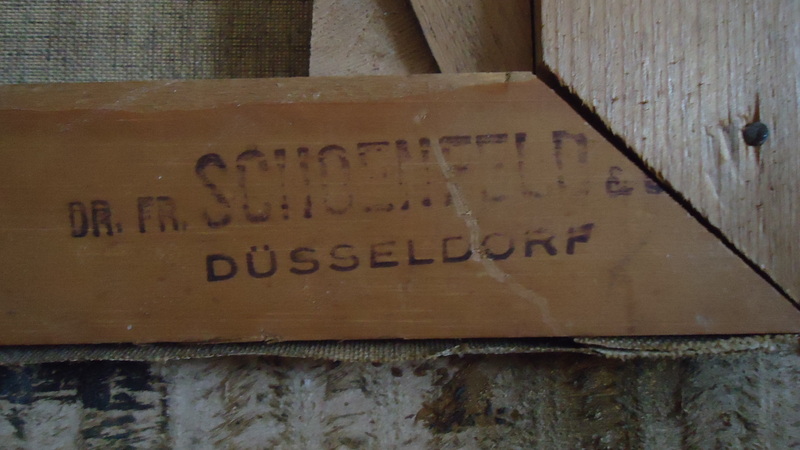 DR. FR. SCHOENFELD &
DÜSSELDORF